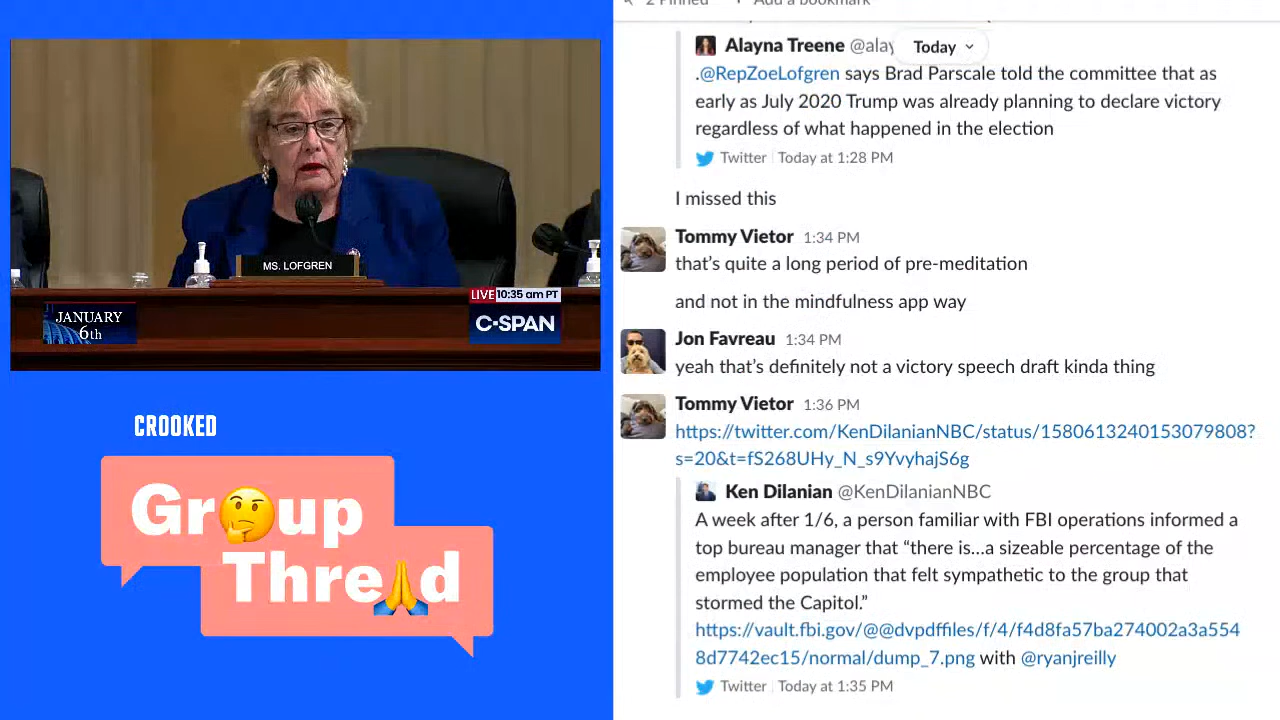 2 Pinned
Add a bookmark
Alayna Treene @alay
Today
.@RepZoeLofgren says Brad Parscale told the committee that as
early as July 2020 Trump was already planning to declare victory
regardless of what happened in the election
Twitter Today at 1:28 PM
I missed this
Tommy Vietor 1:34 PM
that’s quite a long period of pre-meditation
and not in the mindfulness app way
Jon Favreau 1:34 PM
yeah that’s definitely not a victory speech draft kinda thing
Tommy Vietor 1:36 PM
https://twitter.com/KenDilanianNBC/status/1580613240153079808?
s=20&t=fS268UHy_N_s9YvyhajS6g
Ken Dilanian @KenDilanianNBC
A week after 1/6, a person familiar with FBI operations informed a
top bureau manager that “there is…a sizeable percentage of the
employee population that felt sympathetic to the group that
stormed the Capitol.”
https://vault.fbi.gov/@@dvpdffiles/f/4/f4d8fa57ba274002a3a554
8d7742ec15/normal/dump_7.png with @ryanjreilly
Twitter Today at 1:35 PM
MS. LOFGREN
LIVE 10:35 am PT
JANUARY
6th
C-SPAN
CROOKED
Gr🤔up
Thre🙏d